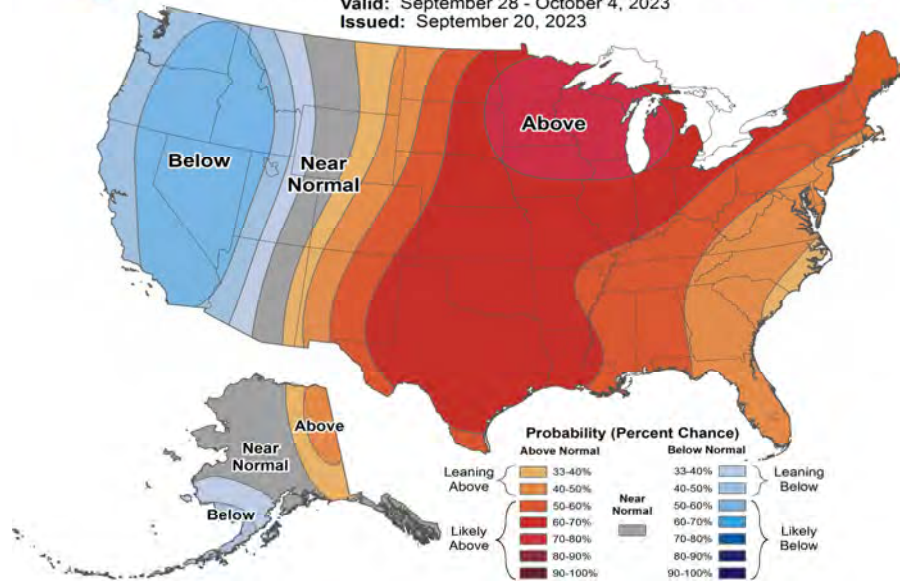 Valid: September 28 - October 4, 2023
Issued: September 20, 2023
Above
Below
Near
Normal
Above
Near
Normal
Below
Probability (Percent Chance)
Above Normal
Below Normal
Leaning
Above
33-40%
40-50%
Likely
Above
50-60%
60-70%
70-80%
80-90%
90-100%
Near
Normal
33-40%
40-50%
Leaning
Below
50-60%
60-70%
70-80%
80-90%
90-100%
Likely
Below